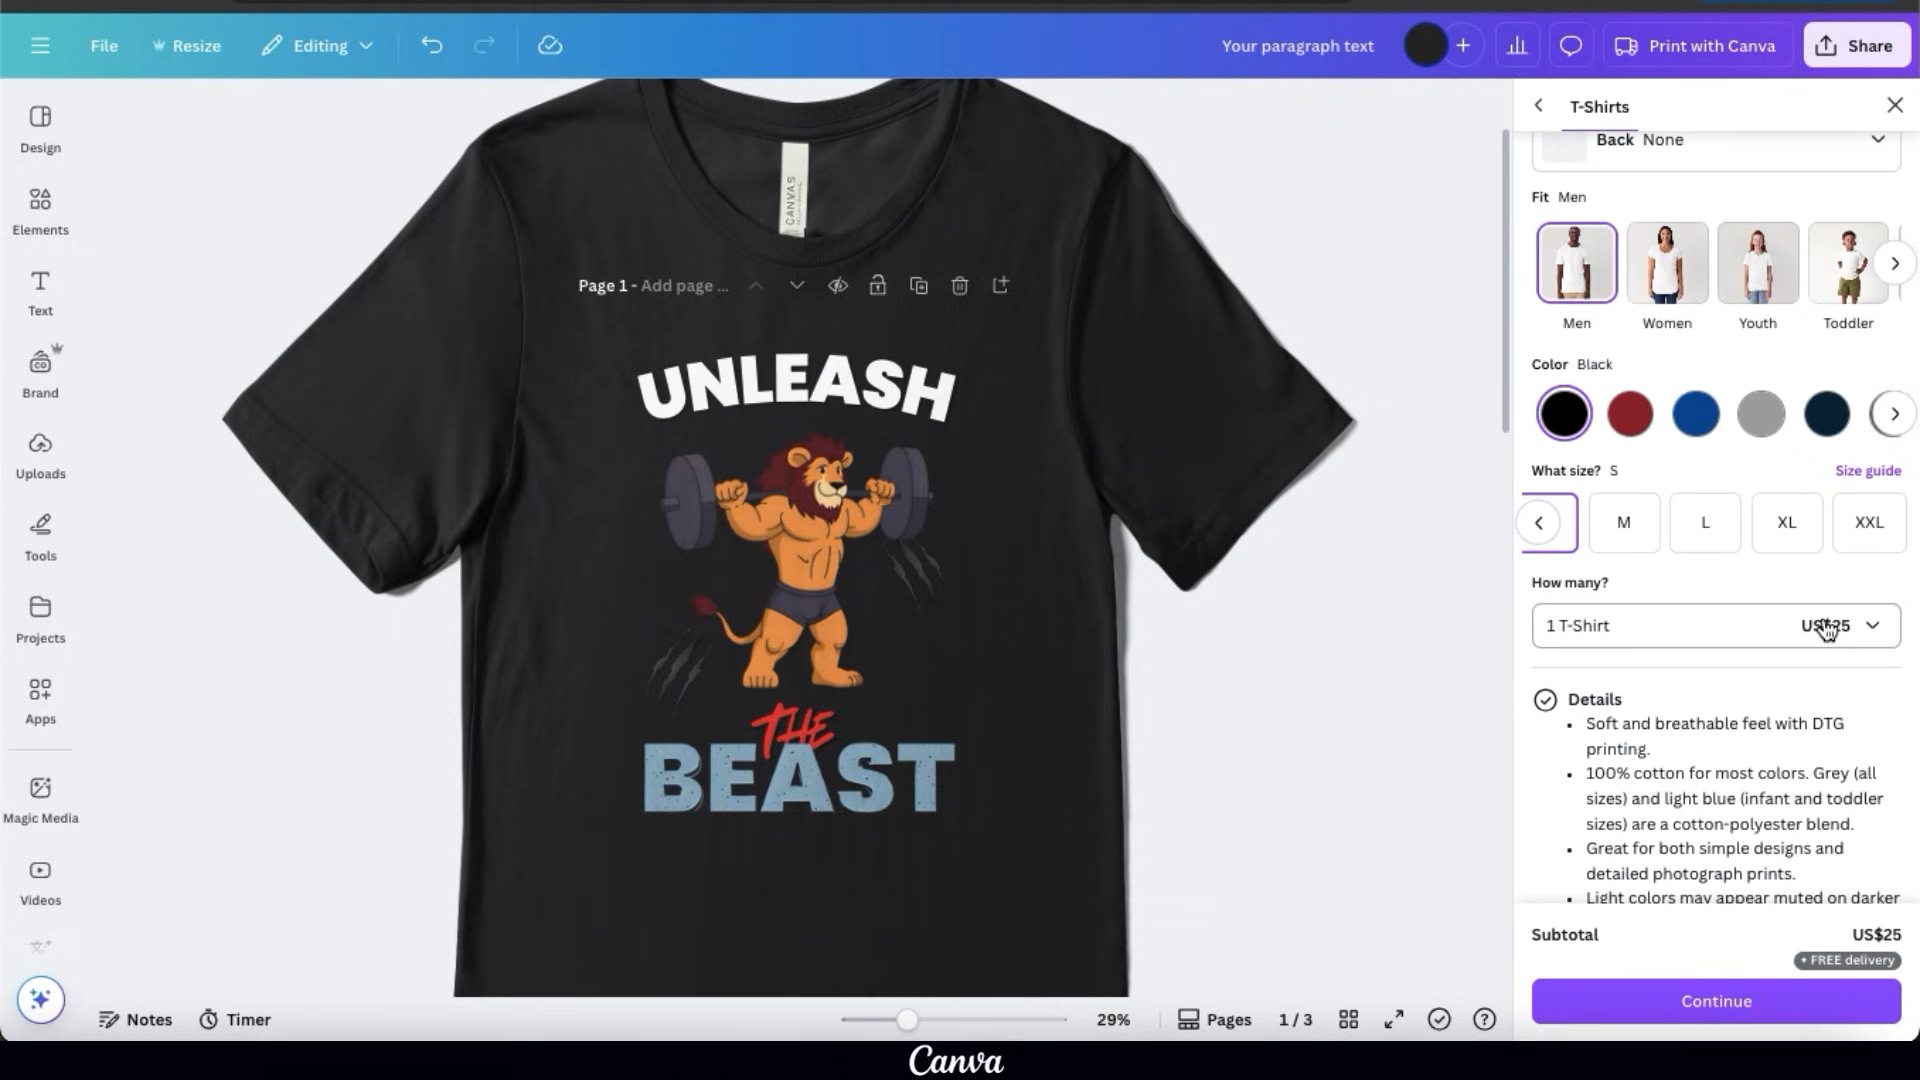 File
Resize
Editing
Your paragraph text
Print with Canva
Share
Design
Elements
Text
Brand
Uploads
Tools
Projects
Apps
Magic Media
Videos
CANVAS
Page 1 - Add page ...
UNLEASH
THE
BEAST
T-Shirts
Back None
Fit Men
Men
Women
Youth
Toddler
Color Black
What size? S
Size guide
M
L
XL
XXL
How many?
1 T-Shirt
US$25
Details
Soft and breathable feel with DTG
printing.
100% cotton for most colors. Grey (all
sizes) and light blue (infant and toddler
sizes) are a cotton-polyester blend.
Great for both simple designs and
detailed photograph prints.
Light colors may appear muted on darker
Subtotal
US$25
+ FREE delivery
Continue
Notes
Timer
29%
Pages
1 / 3
Canva